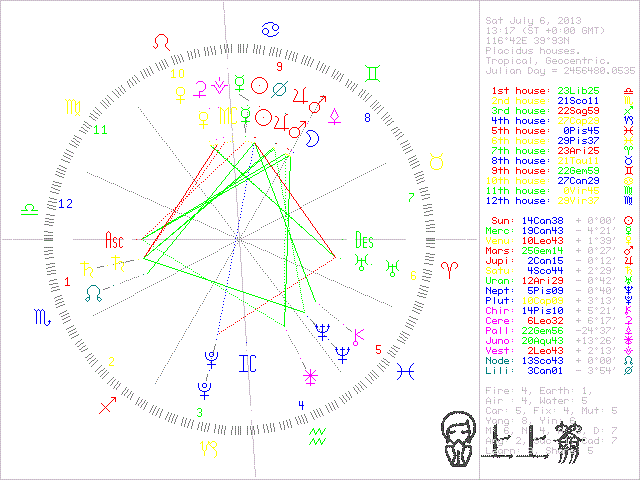 Sat July 6, 2013
13:17 (ST +0:00 GMT)
116°42E 39°93N
Placidus houses.
Tropical, Geocentric.
Julian Day = 2456480.0535
1st house: 23Lib25
2nd house: 21Sco11
3rd house: 22Sag59
4th house: 27Cap29
5th house: 0Pis45
6th house: 29Pis37
7th house: 23Ari25
8th house: 21Tau11
9th house: 22Gem59
10th house: 27Can29
11th house: 0Vir45
12th house: 29Vir37
Sun: 14Can38 + 0°00'
Merc: 19Can43 - 4°21'
Venu: 10Leo43 + 1°39'
Mars: 25Gem14 + 0°27'
Jupi: 2Can15 - 0°12'
Satu: 4Sco44 + 2°29'
Uran: 12Ari29 - 0°42'
Nept: 5Pis09 - 0°40'
Plut: 10Cap03 + 3°13'
Chir: 14Pis10 + 5°21'
Cere: 6Leo32 + 6°17'
Pall: 22Gem56 -24°37'
Juno: 20Aqu43 +13°26'
Vest: 2Leo43 + 2°13'
Node: 13Sco43 + 0°00'
Lili: 3Can01 - 3°54'
Fire: 4, Earth: 1,
Air : 4, Water: 5
Car: 5, Fix: 4, Mut: 5
Yang: 8, Yin: 6
Asc
Des
1
2
3
4
5
6
7
8
9
10
11
12
上上簽